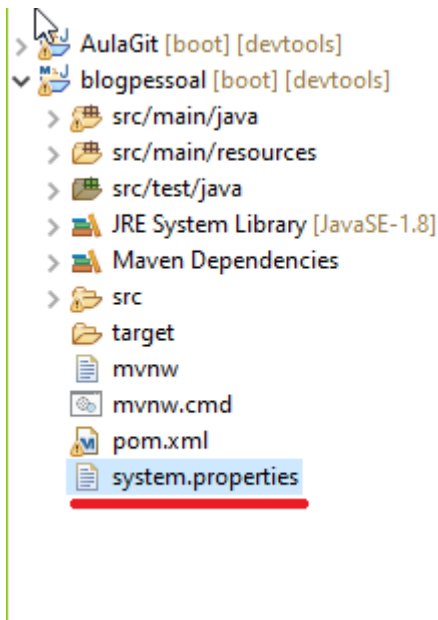 AulaGit [boot] [devtools]
blogpessoal [boot] [devtools]
src/main/java
src/main/resources
src/test/java
JRE System Library [JavaSE-1.8]
Maven Dependencies
src
target
mvnw
mvnw.cmd
pom.xml
system.properties